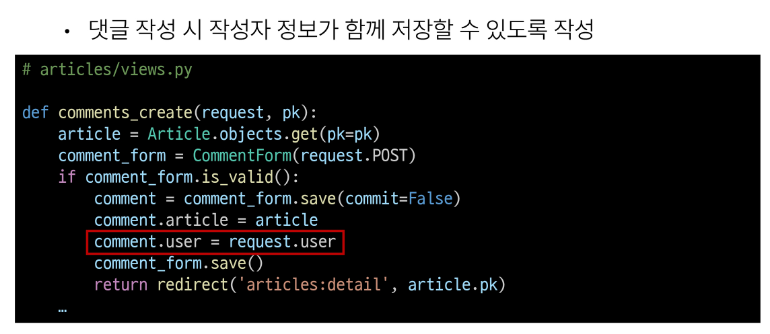 • 댓글 작성 시 작성자 정보가 함께 저장할 수 있도록 작성
# articles/views.py
def comments_create(request, pk):
    article = Article.objects.get(pk=pk)
    comment_form = CommentForm(request.POST)
    if comment_form.is_valid():
        comment = comment_form.save(commit=False)
        comment.article = article
        comment.user = request.user
        comment_form.save()
        return redirect('articles:detail', article.pk)
    …